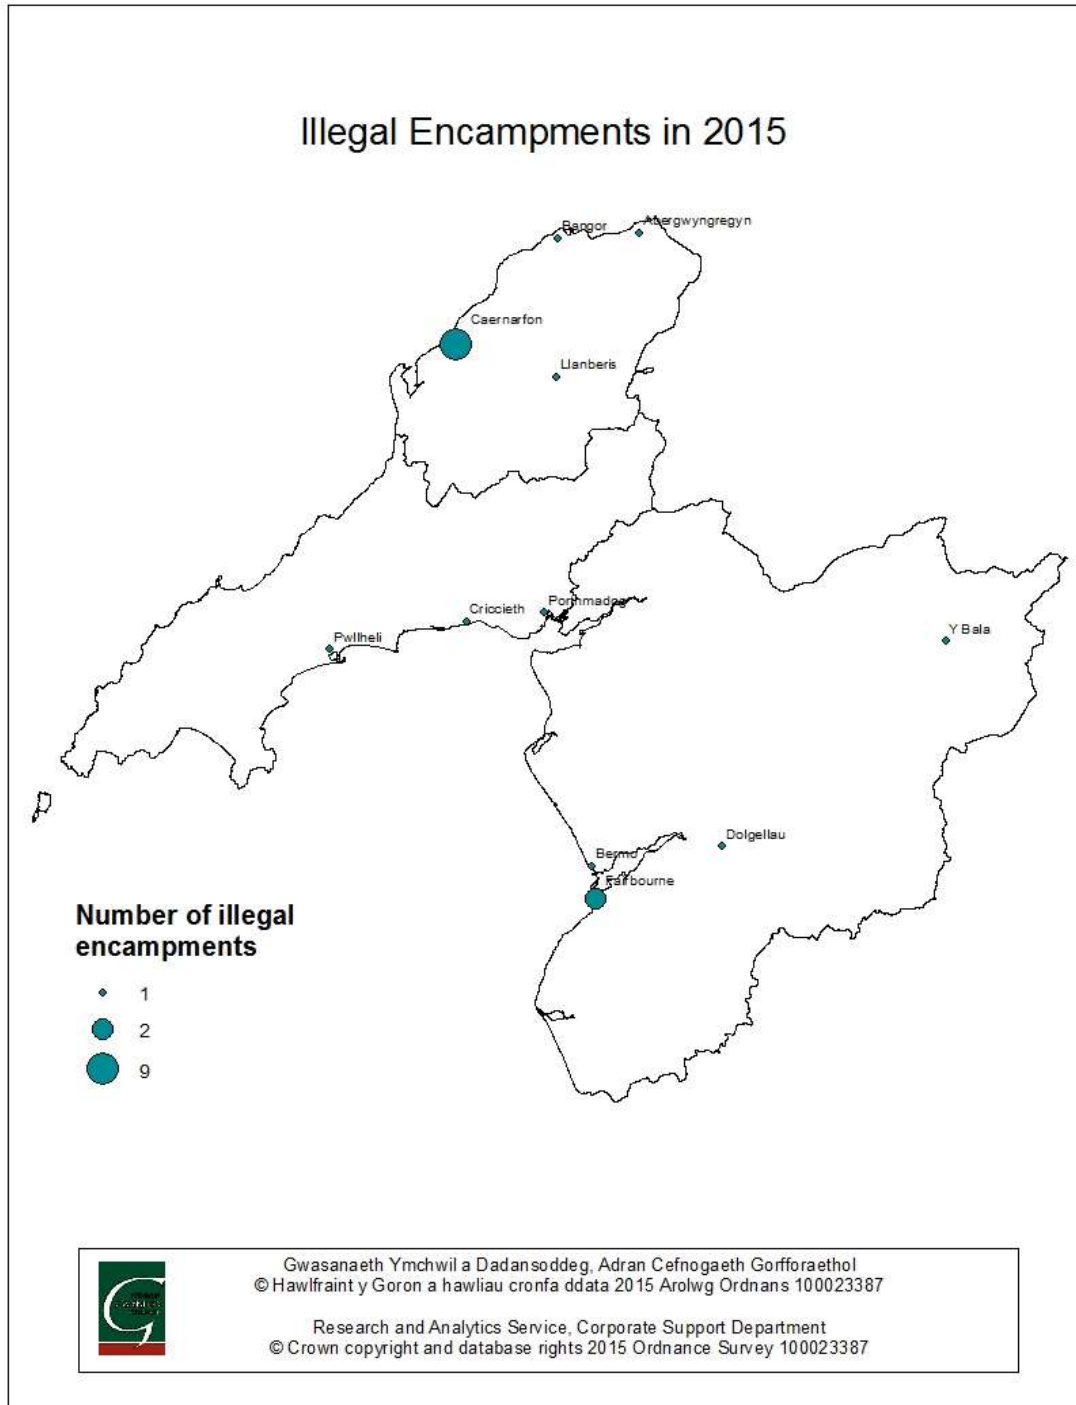 Illegal Encampments in 2015
Bangor
Abergwyngregyn
Caernarfon
Llanberis
Criccieth
Porthmadog
Pwllheli
Y Bala
Dolgellau
Bermo
Fairbourne
Number of illegal
encampments
1
2
9
Gwasanaeth Ymchwil a Dadansoddeg, Adran Cefnogaeth Gorfforaethol
© Hawlfraint y Goron a hawliau cronfa ddata 2015 Arolwg Ordnans 100023387
Research and Analytics Service, Corporate Support Department
© Crown copyright and database rights 2015 Ordnance Survey 100023387